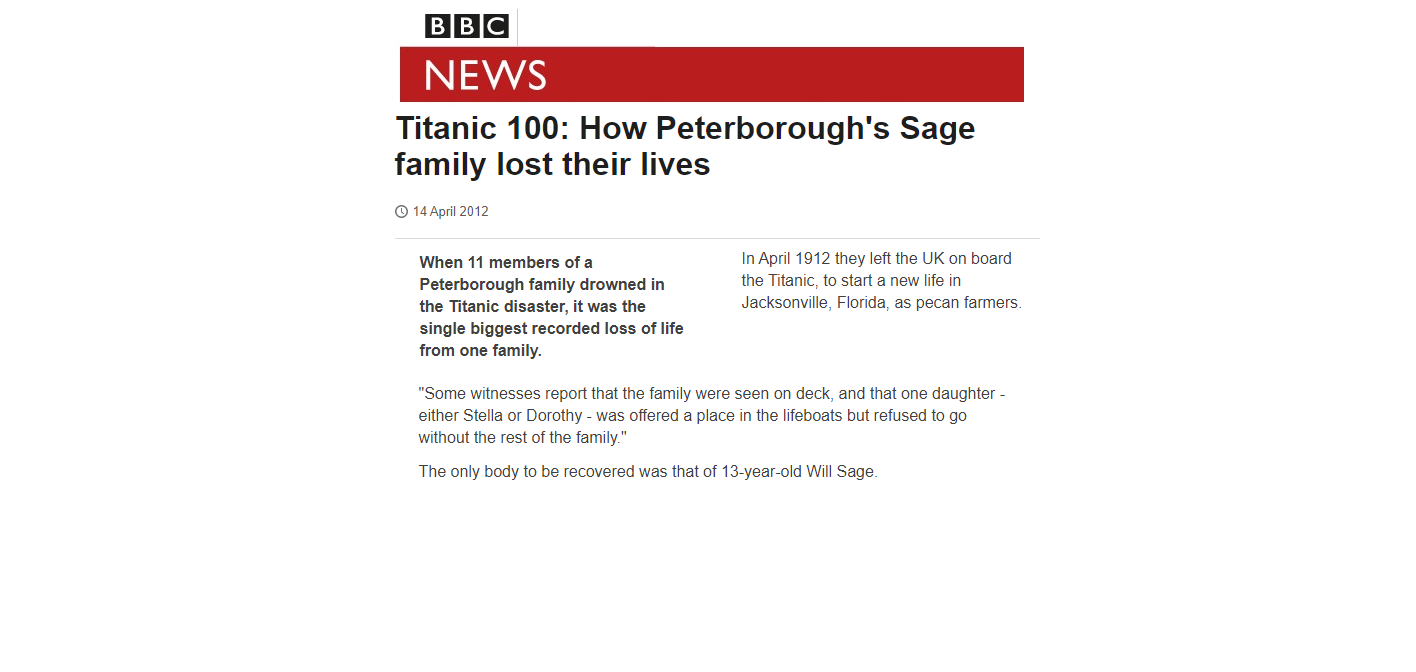 BBC
NEWS
Titanic 100: How Peterborough's Sage
family lost their lives
14 April 2012
When 11 members of a
Peterborough family drowned in
the Titanic disaster, it was the
single biggest recorded loss of life
from one family.
In April 1912 they left the UK on board
the Titanic, to start a new life in
Jacksonville, Florida, as pecan farmers.
"Some witnesses report that the family were seen on deck, and that one daughter -
either Stella or Dorothy - was offered a place in the lifeboats but refused to go
without the rest of the family."
The only body to be recovered was that of 13-year-old Will Sage.